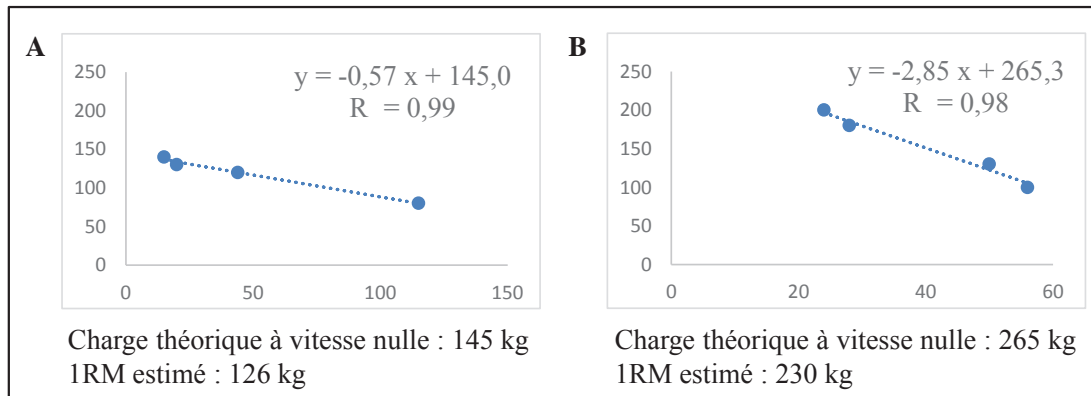 A
y = -0,57 x + 145,0
R = 0,99
250
200
150
100
50
0
0 50 100 150
Charge théorique à vitesse nulle : 145 kg
1RM estimé : 126 kg
B
y = -2,85 x + 265,3
R = 0,98
250
200
150
100
50
0
0 20 40 60
Charge théorique à vitesse nulle : 265 kg
1RM estimé : 230 kg